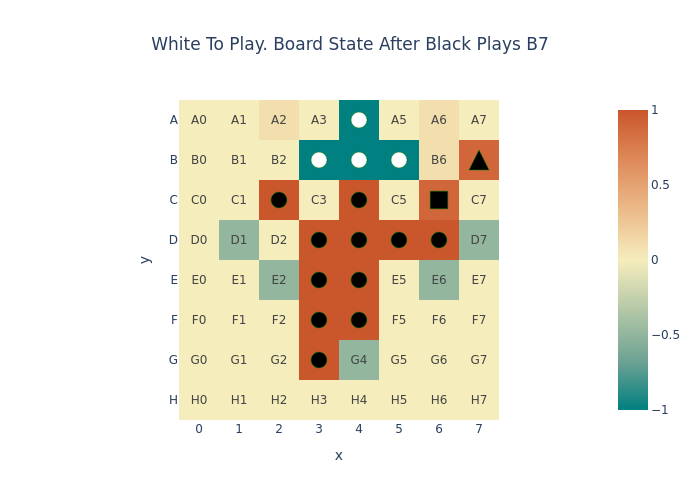 White To Play. Board State After Black Plays B7
A A0 A1 A2 A3 A5 A6 A7
B B0 B1 B2 B6
C C0 C1 C3 C5 C7
D D0 D1 D2 D7
E E0 E1 E2 E5 E6 E7
F F0 F1 F2 F5 F6 F7
G G0 G1 G2 G4 G5 G6 G7
H H0 H1 H2 H3 H4 H5 H6 H7
0 1 2 3 4 5 6 7
x
y
1
0.5
0
−0.5
−1